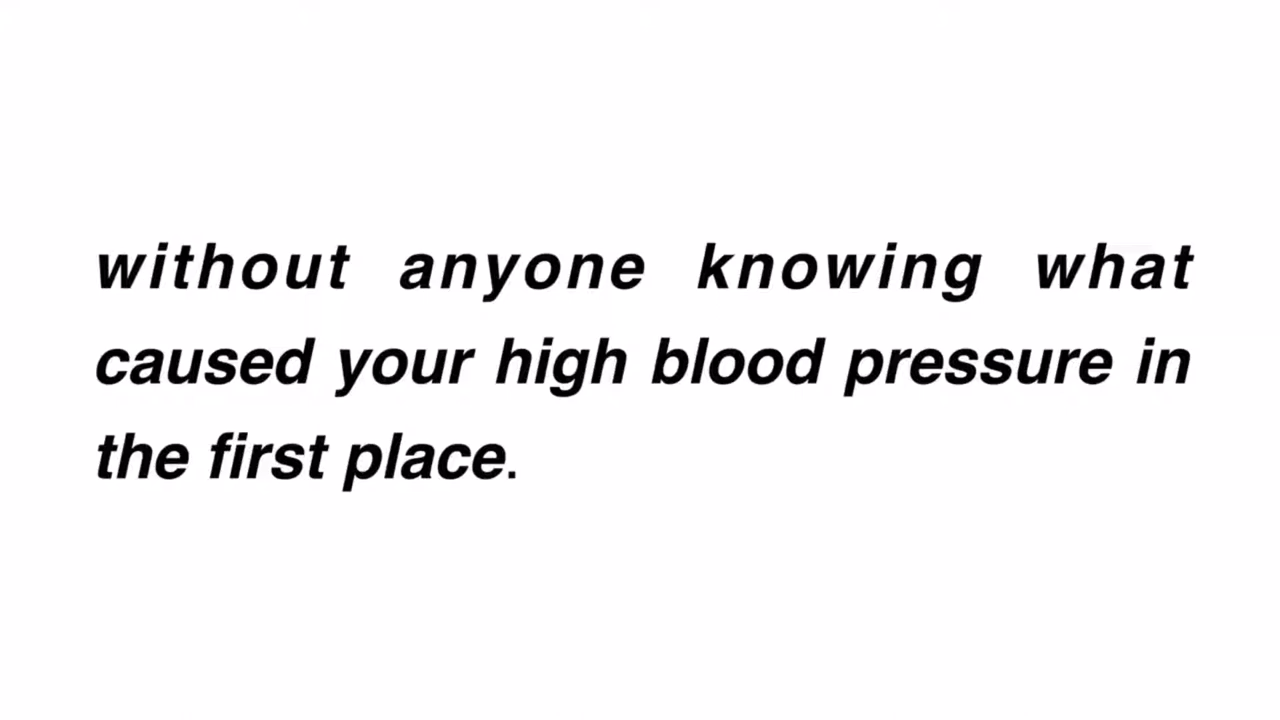 without anyone knowing what
caused your high blood pressure in
the first place.